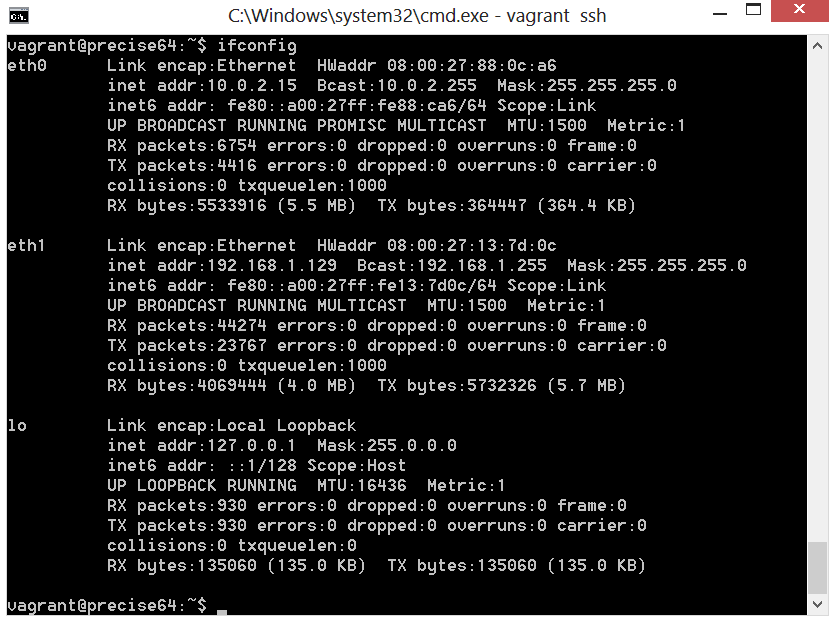 C:\Windows\system32\cmd.exe - vagrant  ssh
vagrant@precise64:~$ ifconfig
eth0      Link encap:Ethernet  HWaddr 08:00:27:88:0c:a6
          inet addr:10.0.2.15  Bcast:10.0.2.255  Mask:255.255.255.0
          inet6 addr: fe80::a00:27ff:fe88:ca6/64 Scope:Link
          UP BROADCAST RUNNING PROMISC MULTICAST  MTU:1500  Metric:1
          RX packets:6754 errors:0 dropped:0 overruns:0 frame:0
          TX packets:4416 errors:0 dropped:0 overruns:0 carrier:0
          collisions:0 txqueuelen:1000
          RX bytes:5533916 (5.5 MB)  TX bytes:364447 (364.4 KB)

eth1      Link encap:Ethernet  HWaddr 08:00:27:13:7d:0c
          inet addr:192.168.1.129  Bcast:192.168.1.255  Mask:255.255.255.0
          inet6 addr: fe80::a00:27ff:fe13:7d0c/64 Scope:Link
          UP BROADCAST RUNNING MULTICAST  MTU:1500  Metric:1
          RX packets:44274 errors:0 dropped:0 overruns:0 frame:0
          TX packets:23767 errors:0 dropped:0 overruns:0 carrier:0
          collisions:0 txqueuelen:1000
          RX bytes:4069444 (4.0 MB)  TX bytes:5732326 (5.7 MB)

lo        Link encap:Local Loopback
          inet addr:127.0.0.1  Mask:255.0.0.0
          inet6 addr: ::1/128 Scope:Host
          UP LOOPBACK RUNNING  MTU:16436  Metric:1
          RX packets:930 errors:0 dropped:0 overruns:0 frame:0
          TX packets:930 errors:0 dropped:0 overruns:0 carrier:0
          collisions:0 txqueuelen:0
          RX bytes:135060 (135.0 KB)  TX bytes:135060 (135.0 KB)

vagrant@precise64:~$ _